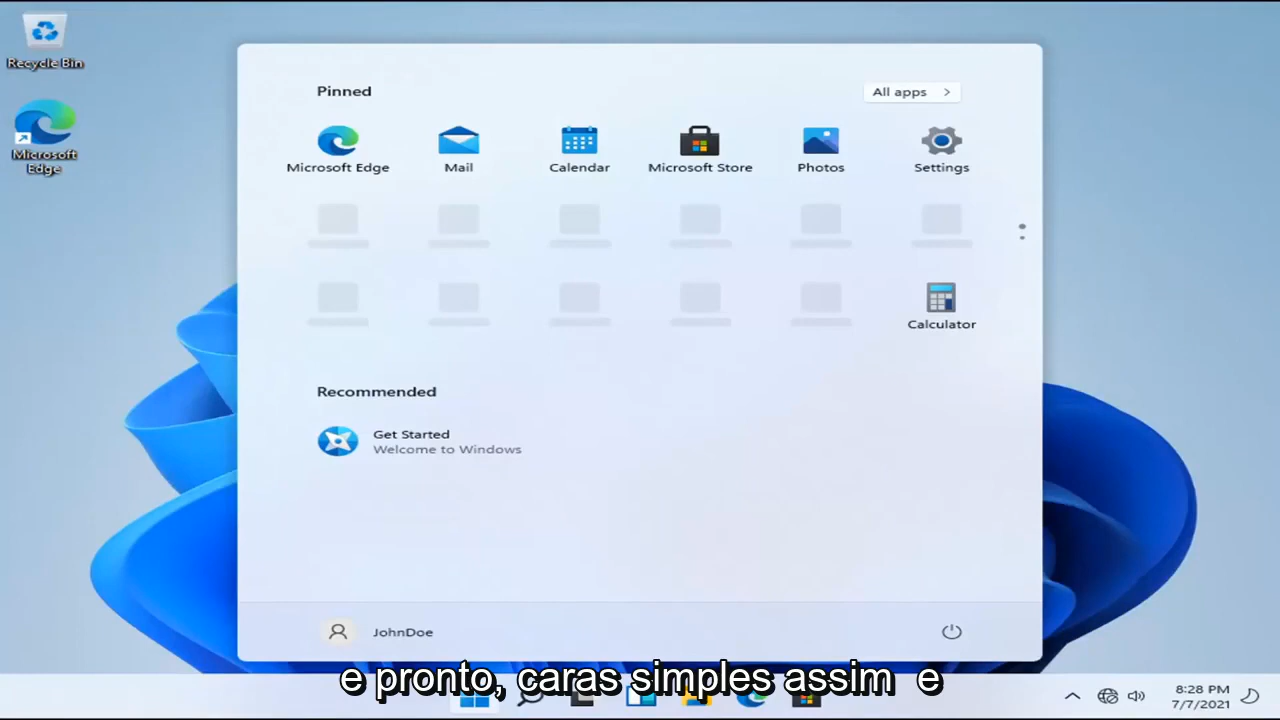 Recycle Bin
Microsoft
Edge
Pinned
All apps
Microsoft Edge
Mail
Calendar
Microsoft Store
Photos
Settings
Calculator
Recommended
Get Started
Welcome to Windows
JohnDoe
e pronto, caras simples assim e
8:28 PM
7/7/2021